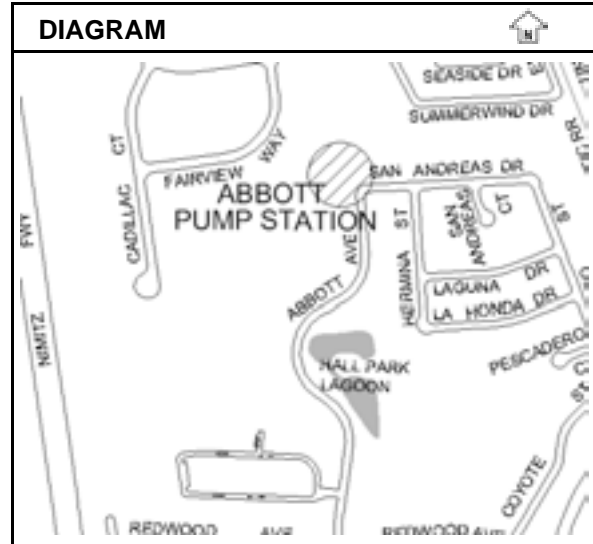 DIAGRAM
N
SEASIDE DR
SUMMERWIND DR
CADILLAC CT
FAIRVIEW WAY
SAN ANDREAS DR
ABBOTT
PUMP STATION
ABBOTT AVE
HERMINA ST
SAN ANDREAS CT
ST
LAGUNA DR
LA HONDA DR
NIMITZ FWY
HALL PARK
LAGOON
PESCADERO
COYOTE ST
REDWOOD AVE
REDWOOD AVE